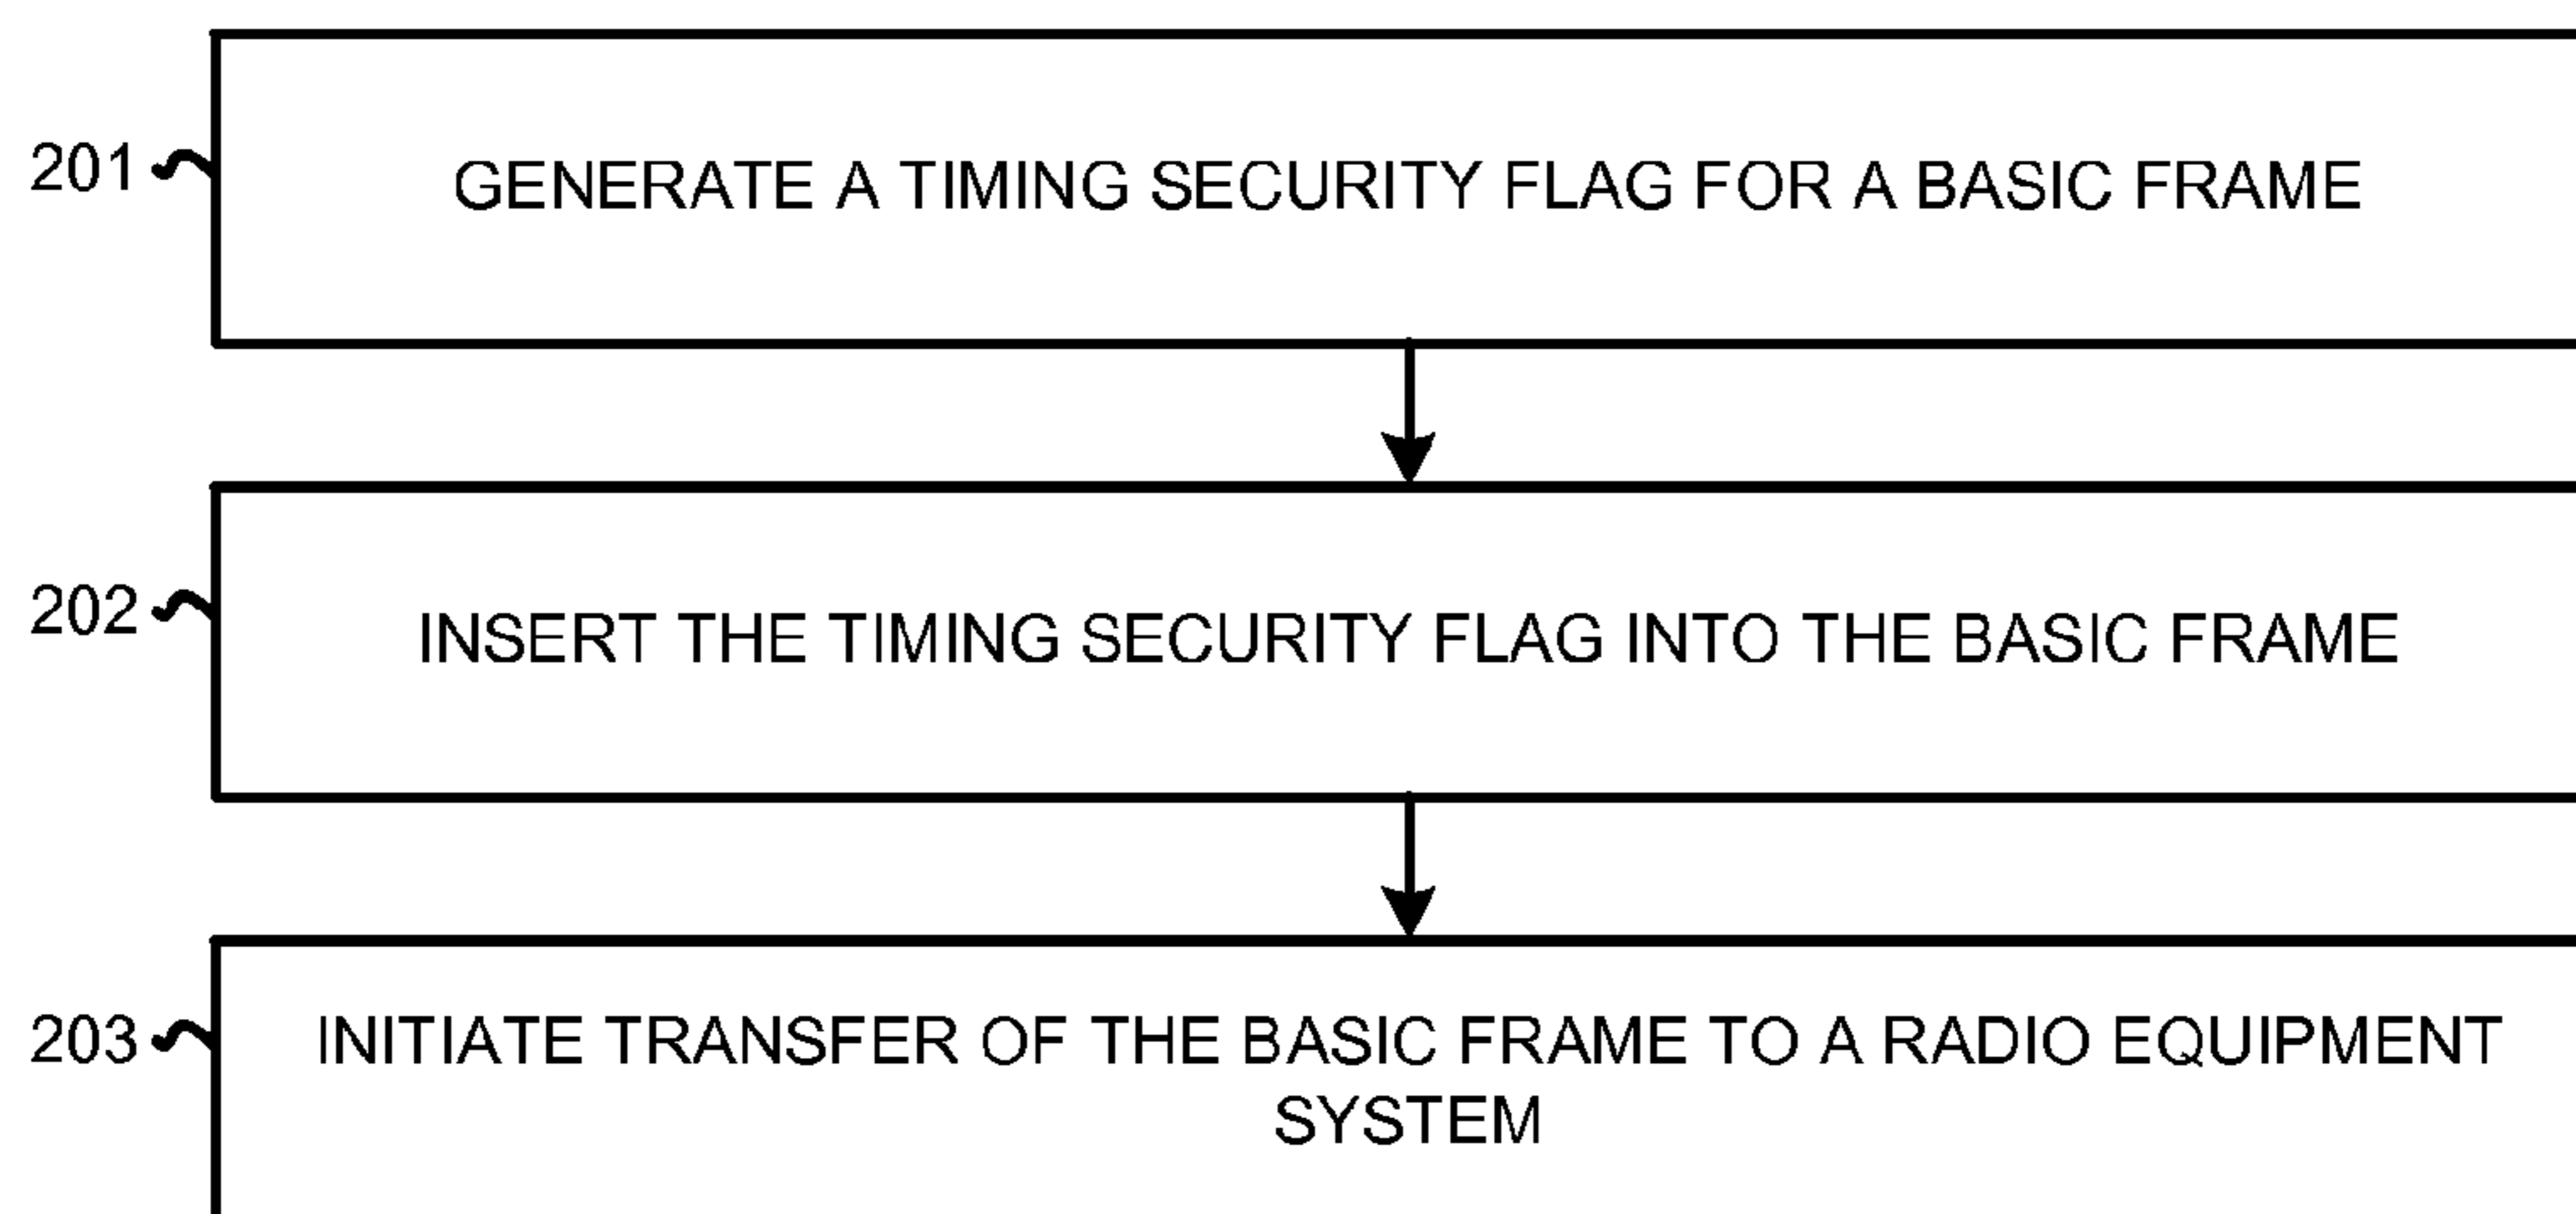 201
GENERATE A TIMING SECURITY FLAG FOR A BASIC FRAME
202
INSERT THE TIMING SECURITY FLAG INTO THE BASIC FRAME
203
INITIATE TRANSFER OF THE BASIC FRAME TO A RADIO EQUIPMENT
SYSTEM